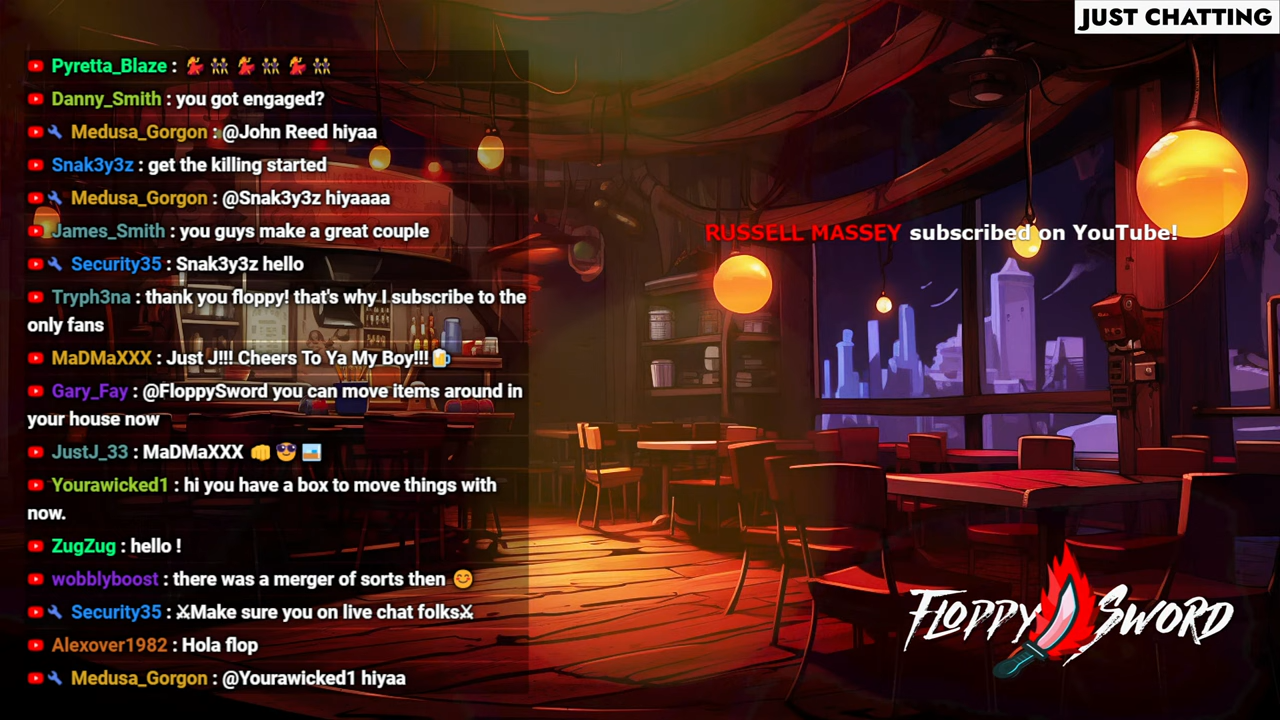 JUST CHATTING
Pyretta_Blaze : 💃 👯 💃 👯 💃 👯
Danny_Smith : you got engaged?
Medusa_Gorgon : @John Reed hiyaa
Snak3y3z : get the killing started
Medusa_Gorgon : @Snak3y3z hiyaaaa
James_Smith : you guys make a great couple
Security35 : Snak3y3z hello
Tryph3na : thank you floppy! that's why I subscribe to the
only fans
MaDMaXXX : Just J!!! Cheers To Ya My Boy!!! 🍺
Gary_Fay : @FloppySword you can move items around in
your house now
JustJ_33 : MaDMaXXX 👊 😎 🖼️
Yourawicked1 : hi you have a box to move things with
now.
ZugZug : hello !
wobblyboost : there was a merger of sorts then 😊
Security35 : ⚔Make sure you on live chat folks⚔
Alexover1982 : Hola flop
Medusa_Gorgon : @Yourawicked1 hiyaa
RUSSELL MASSEY subscribed on YouTube!
FLOPPY SWORD